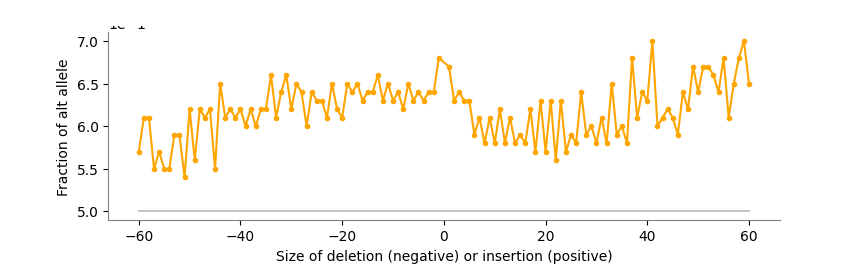 7.0
6.5
6.0
5.5
5.0
Fraction of alt allele
−60 −40 −20 0 20 40 60
Size of deletion (negative) or insertion (positive)